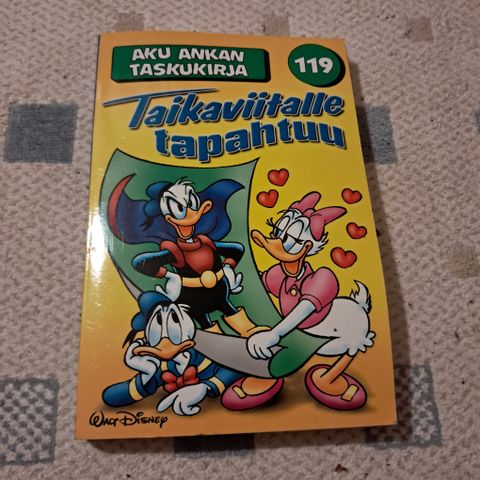 AKU ANKAN
TASKUKIRJA
119
Taikaviitalle
tapahtuu
WALT DISNEY